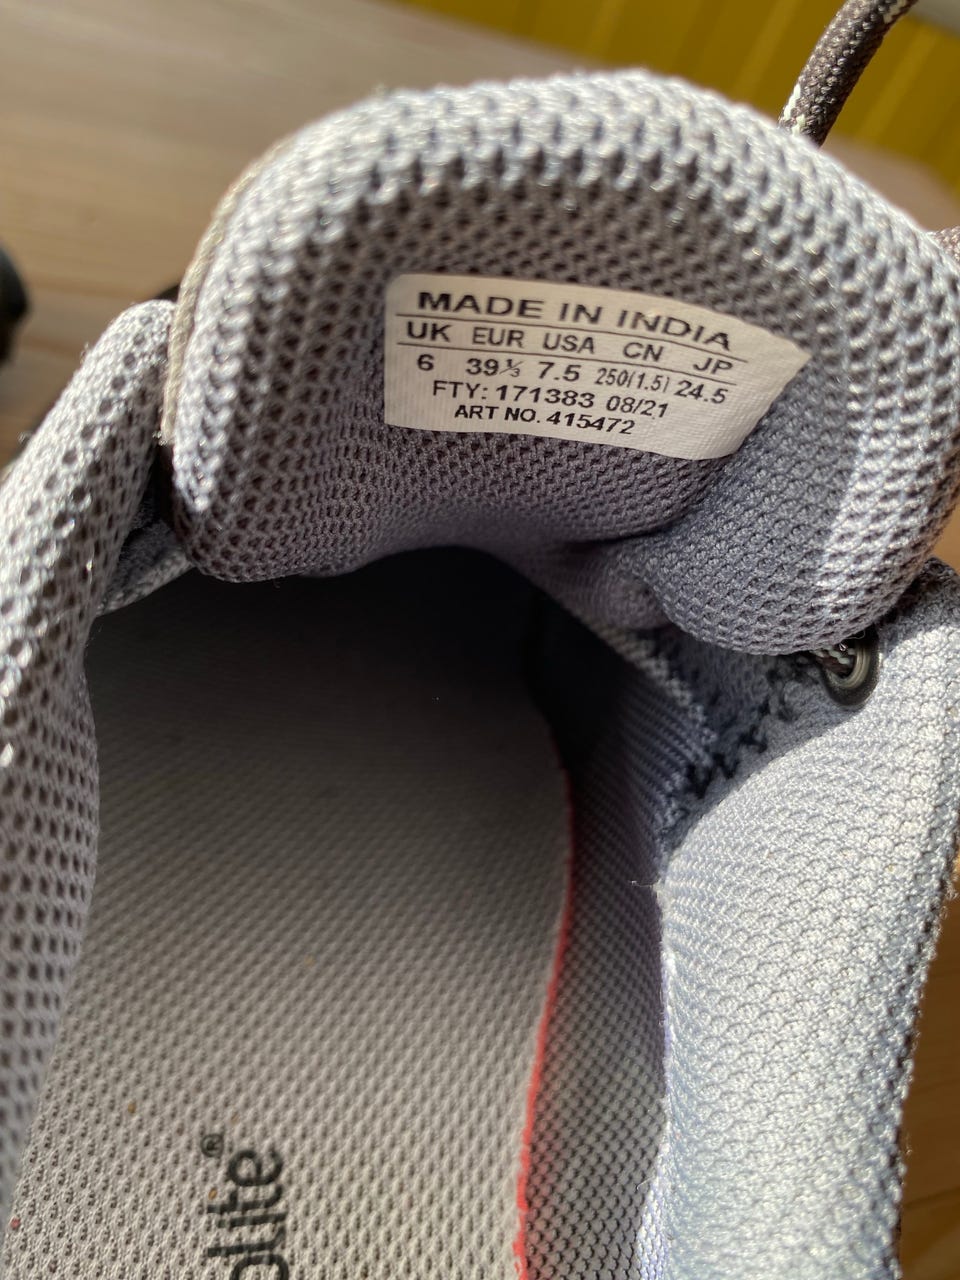 MADE IN INDIA
UK EUR USA CN JP
6 39⅓ 7.5 250(1.5) 24.5
FTY: 171383 08/21
ART NO. 415472
olite®